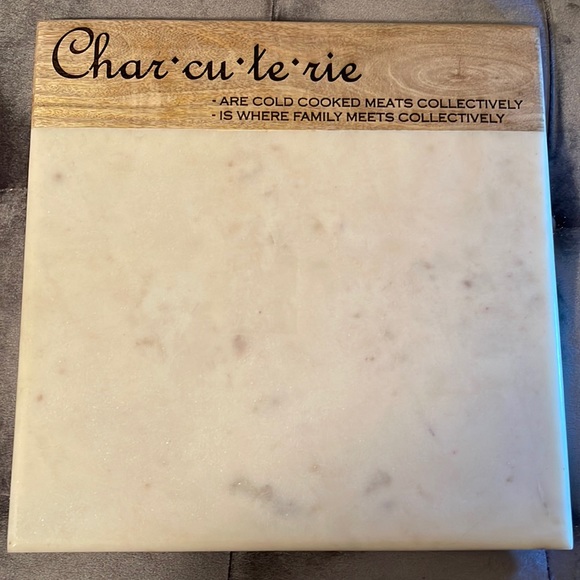 Char·cu·te·rie
- ARE COLD COOKED MEATS COLLECTIVELY
- IS WHERE FAMILY MEETS COLLECTIVELY